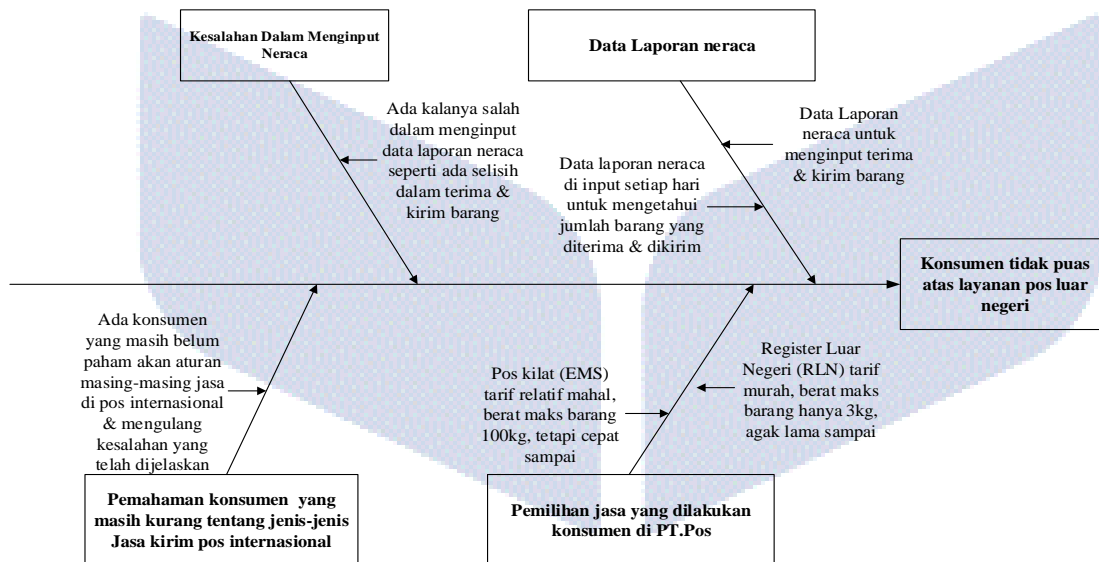 Kesalahan Dalam Menginput
Neraca
Data Laporan neraca
Ada kalanya salah
dalam menginput
data laporan neraca
seperti ada selisih
dalam terima &
kirim barang
Data laporan neraca
di input setiap hari
untuk mengetahui
jumlah barang yang
diterima & dikirim
Data Laporan
neraca untuk
menginput terima
& kirim barang
Konsumen tidak puas
atas layanan pos luar
negeri
Ada konsumen
yang masih belum
paham akan aturan
masing-masing jasa
di pos internasional
& mengulang
kesalahan yang
telah dijelaskan
Pos kilat (EMS)
tarif relatif mahal,
berat maks barang
100kg, tetapi cepat
sampai
Register Luar
Negeri (RLN) tarif
murah, berat maks
barang hanya 3kg,
agak lama sampai
Pemahaman konsumen yang
masih kurang tentang jenis-jenis
Jasa kirim pos internasional
Pemilihan jasa yang dilakukan
konsumen di PT.Pos